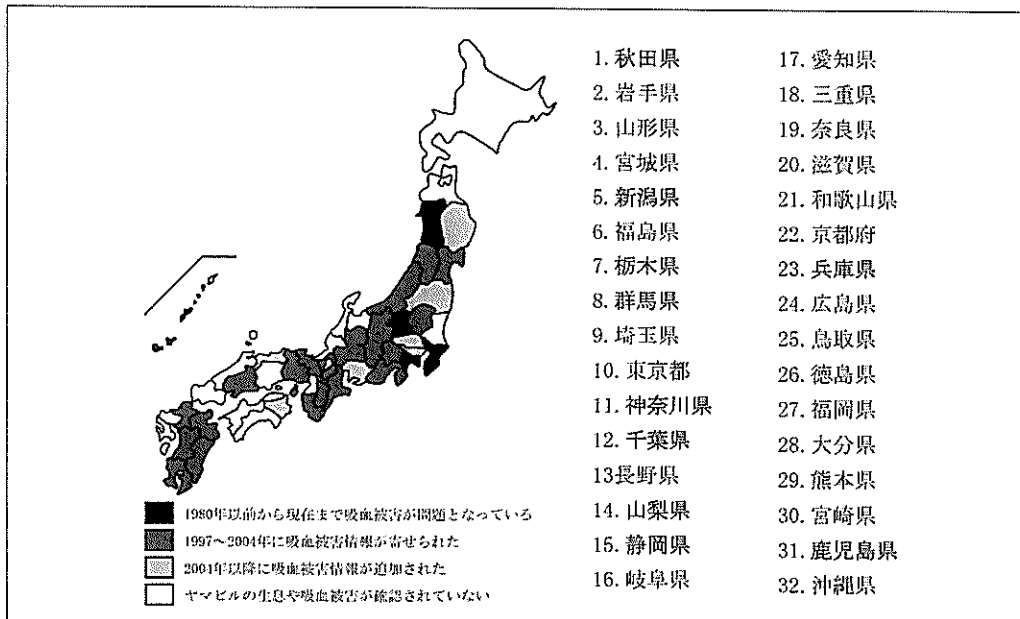 1. 秋田県
2. 岩手県
3. 山形県
4. 宮城県
5. 新潟県
6. 福島県
7. 栃木県
8. 群馬県
9. 埼玉県
10. 東京都
11. 神奈川県
12. 千葉県
13長野県
14. 山梨県
15. 静岡県
16. 岐阜県
17. 愛知県
18. 三重県
19. 奈良県
20. 滋賀県
21. 和歌山県
22. 京都府
23. 兵庫県
24. 広島県
25. 鳥取県
26. 徳島県
27. 福岡県
28. 大分県
29. 熊本県
30. 宮崎県
31. 鹿児島県
32. 沖縄県
1980年以前から現在まで吸血被害が問題となっている
1997～2004年に吸血被害情報が寄せられた
2004年以降に吸血被害情報が追加された
ヤマビルの生息や吸血被害が確認されていない